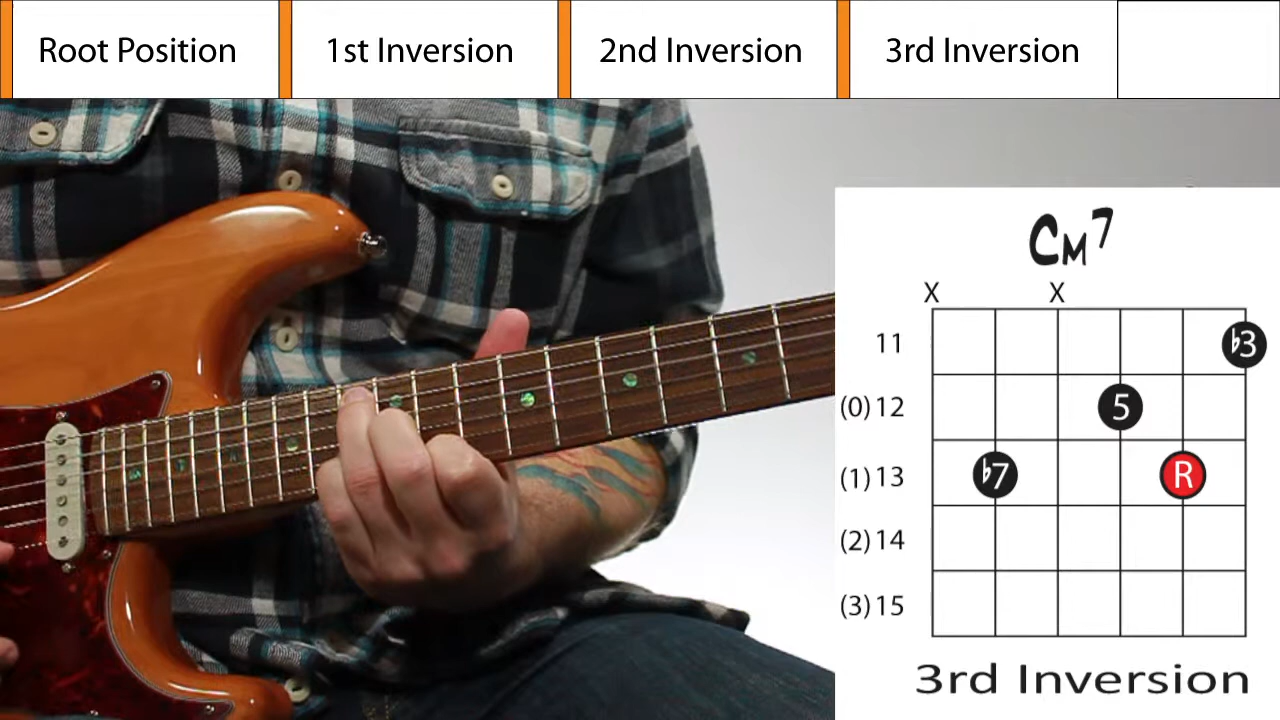 Root Position
1st Inversion
2nd Inversion
3rd Inversion
Cm7
X X
11 ♭3
(0) 12 5
(1) 13 ♭7 R
(2) 14
(3) 15
3rd Inversion